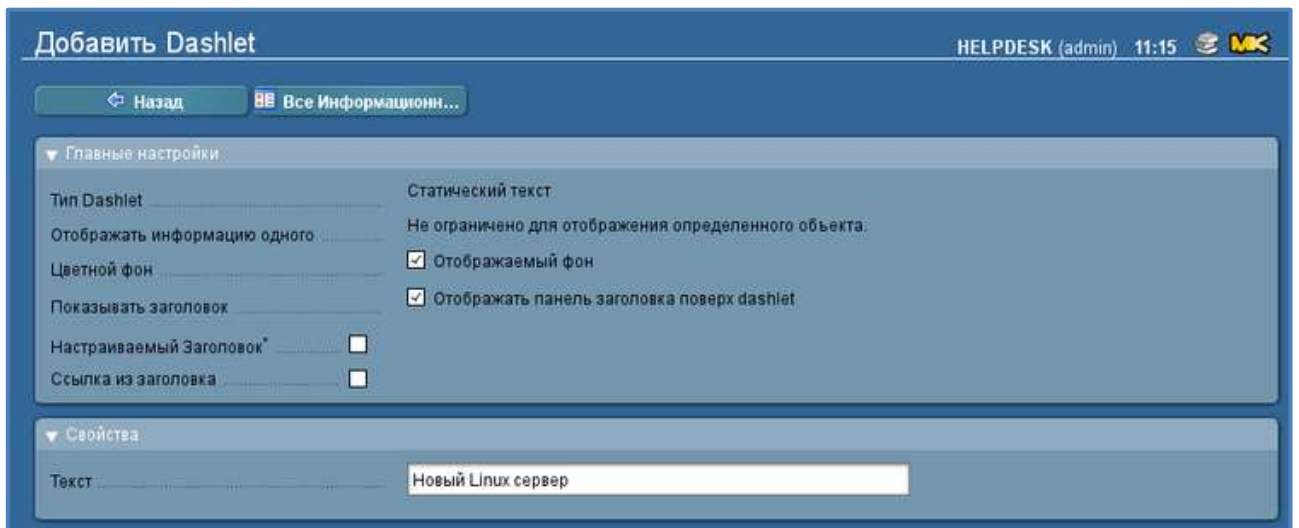 Добавить Dashlet
HELPDESK (admin) 11:15 MK
Назад
Все Информационн...
Главные настройки
Тип Dashlet Статический текст
Отображать информацию одного Не ограничено для отображения определенного объекта.
Цветной фон Отображаемый фон
Показывать заголовок Отображать панель заголовка поверх dashlet
Настраиваемый Заголовок*
Ссылка из заголовка
Свойства
Текст Новый Linux сервер